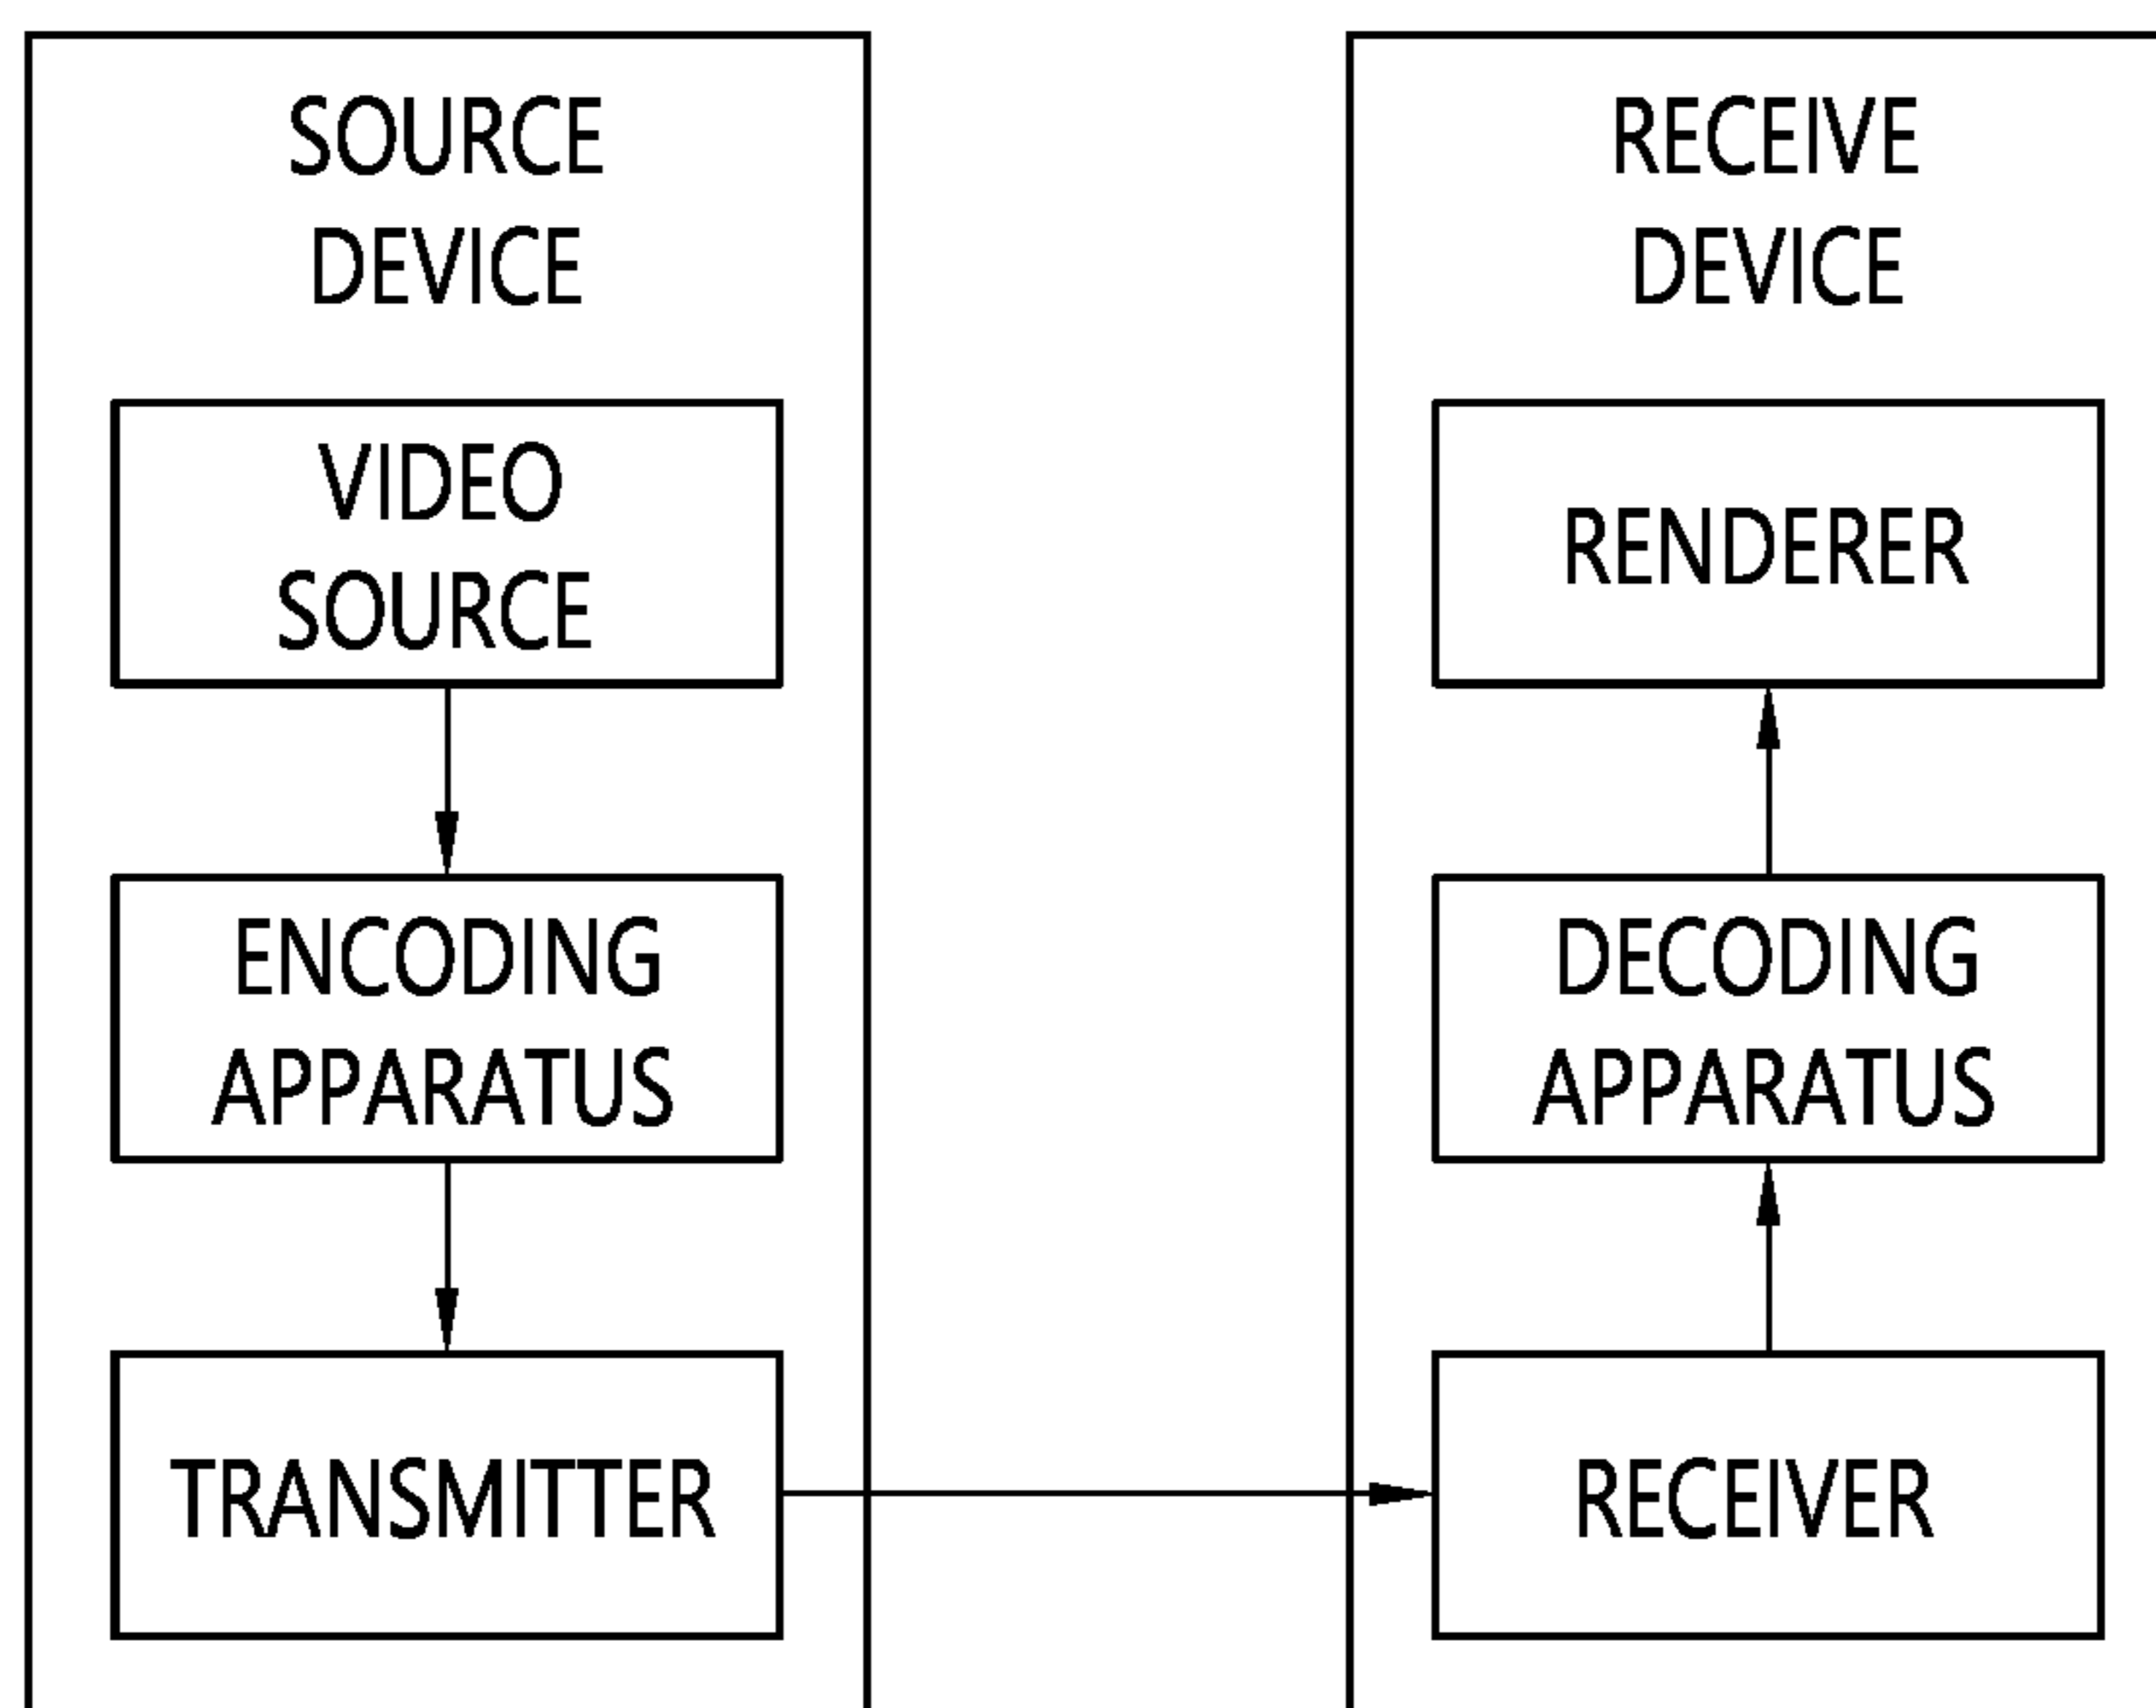 SOURCE
DEVICE
VIDEO
SOURCE
ENCODING
APPARATUS
TRANSMITTER
RECEIVE
DEVICE
RENDERER
DECODING
APPARATUS
RECEIVER